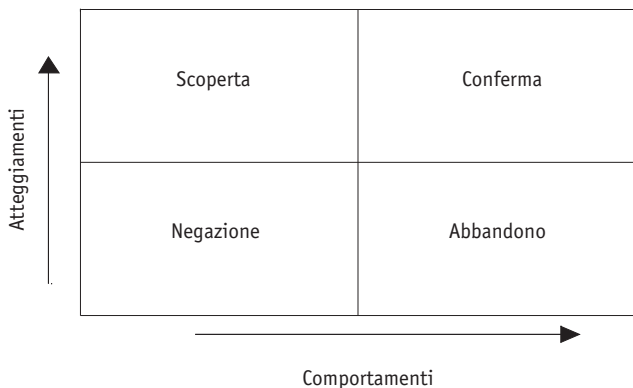 Scoperta
Conferma
Atteggiamenti
Negazione
Abbandono
Comportamenti